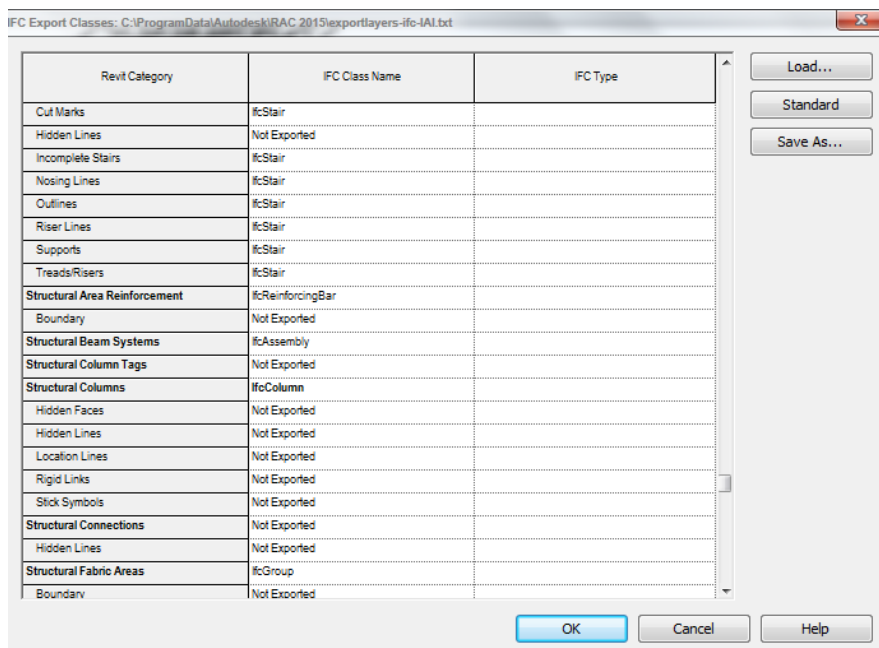 IFC Export Classes: C:\ProgramData\Autodesk\RAC 2015\exportlayers-ifc-IAI.txt
Revit Category IFC Class Name IFC Type
Cut Marks IfcStair
Hidden Lines Not Exported
Incomplete Stairs IfcStair
Nosing Lines IfcStair
Outlines IfcStair
Riser Lines IfcStair
Supports IfcStair
Treads/Risers IfcStair
Structural Area Reinforcement IfcReinforcingBar
Boundary Not Exported
Structural Beam Systems IfcAssembly
Structural Column Tags Not Exported
Structural Columns IfcColumn
Hidden Faces Not Exported
Hidden Lines Not Exported
Location Lines Not Exported
Rigid Links Not Exported
Stick Symbols Not Exported
Structural Connections Not Exported
Hidden Lines Not Exported
Structural Fabric Areas IfcGroup
Boundary Not Exported
Load...
Standard
Save As...
OK Cancel Help